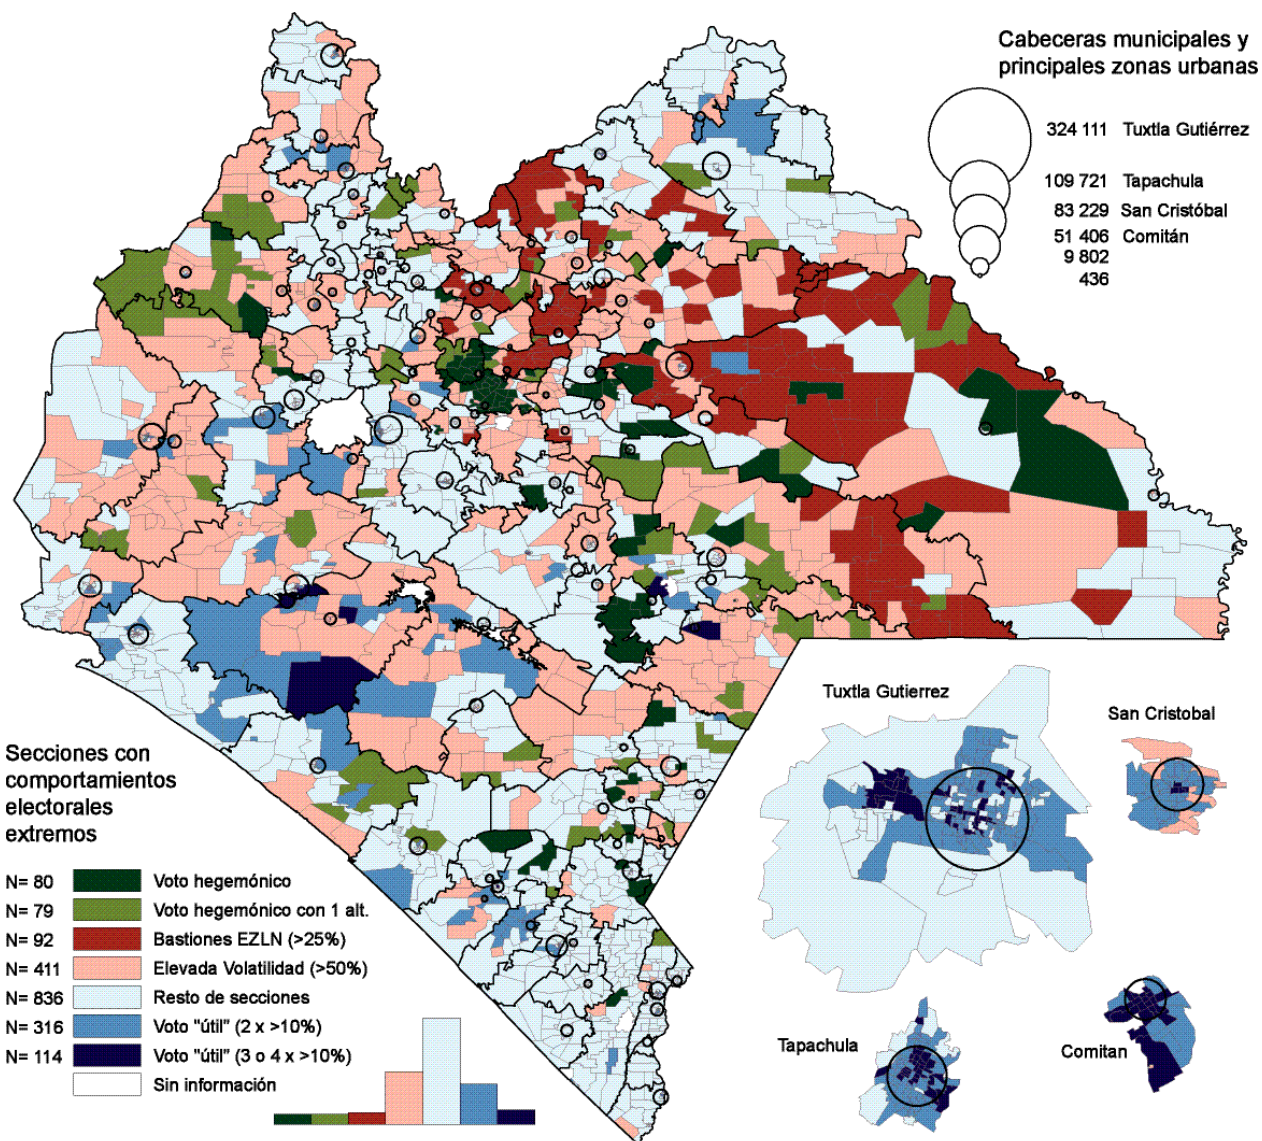 Cabeceras municipales y
principales zonas urbanas
324 111 Tuxtla Gutiérrez
109 721 Tapachula
83 229 San Cristóbal
51 406 Comitán
9 802
436
Tuxtla Gutierrez
San Cristobal
Tapachula
Comitan
Secciones con
comportamientos
electorales
extremos
N= 80 Voto hegemónico
N= 79 Voto hegemónico con 1 alt.
N= 92 Bastiones EZLN (>25%)
N= 411 Elevada Volatilidad (>50%)
N= 836 Resto de secciones
N= 316 Voto "útil" (2 x >10%)
N= 114 Voto "útil" (3 o 4 x >10%)
Sin información